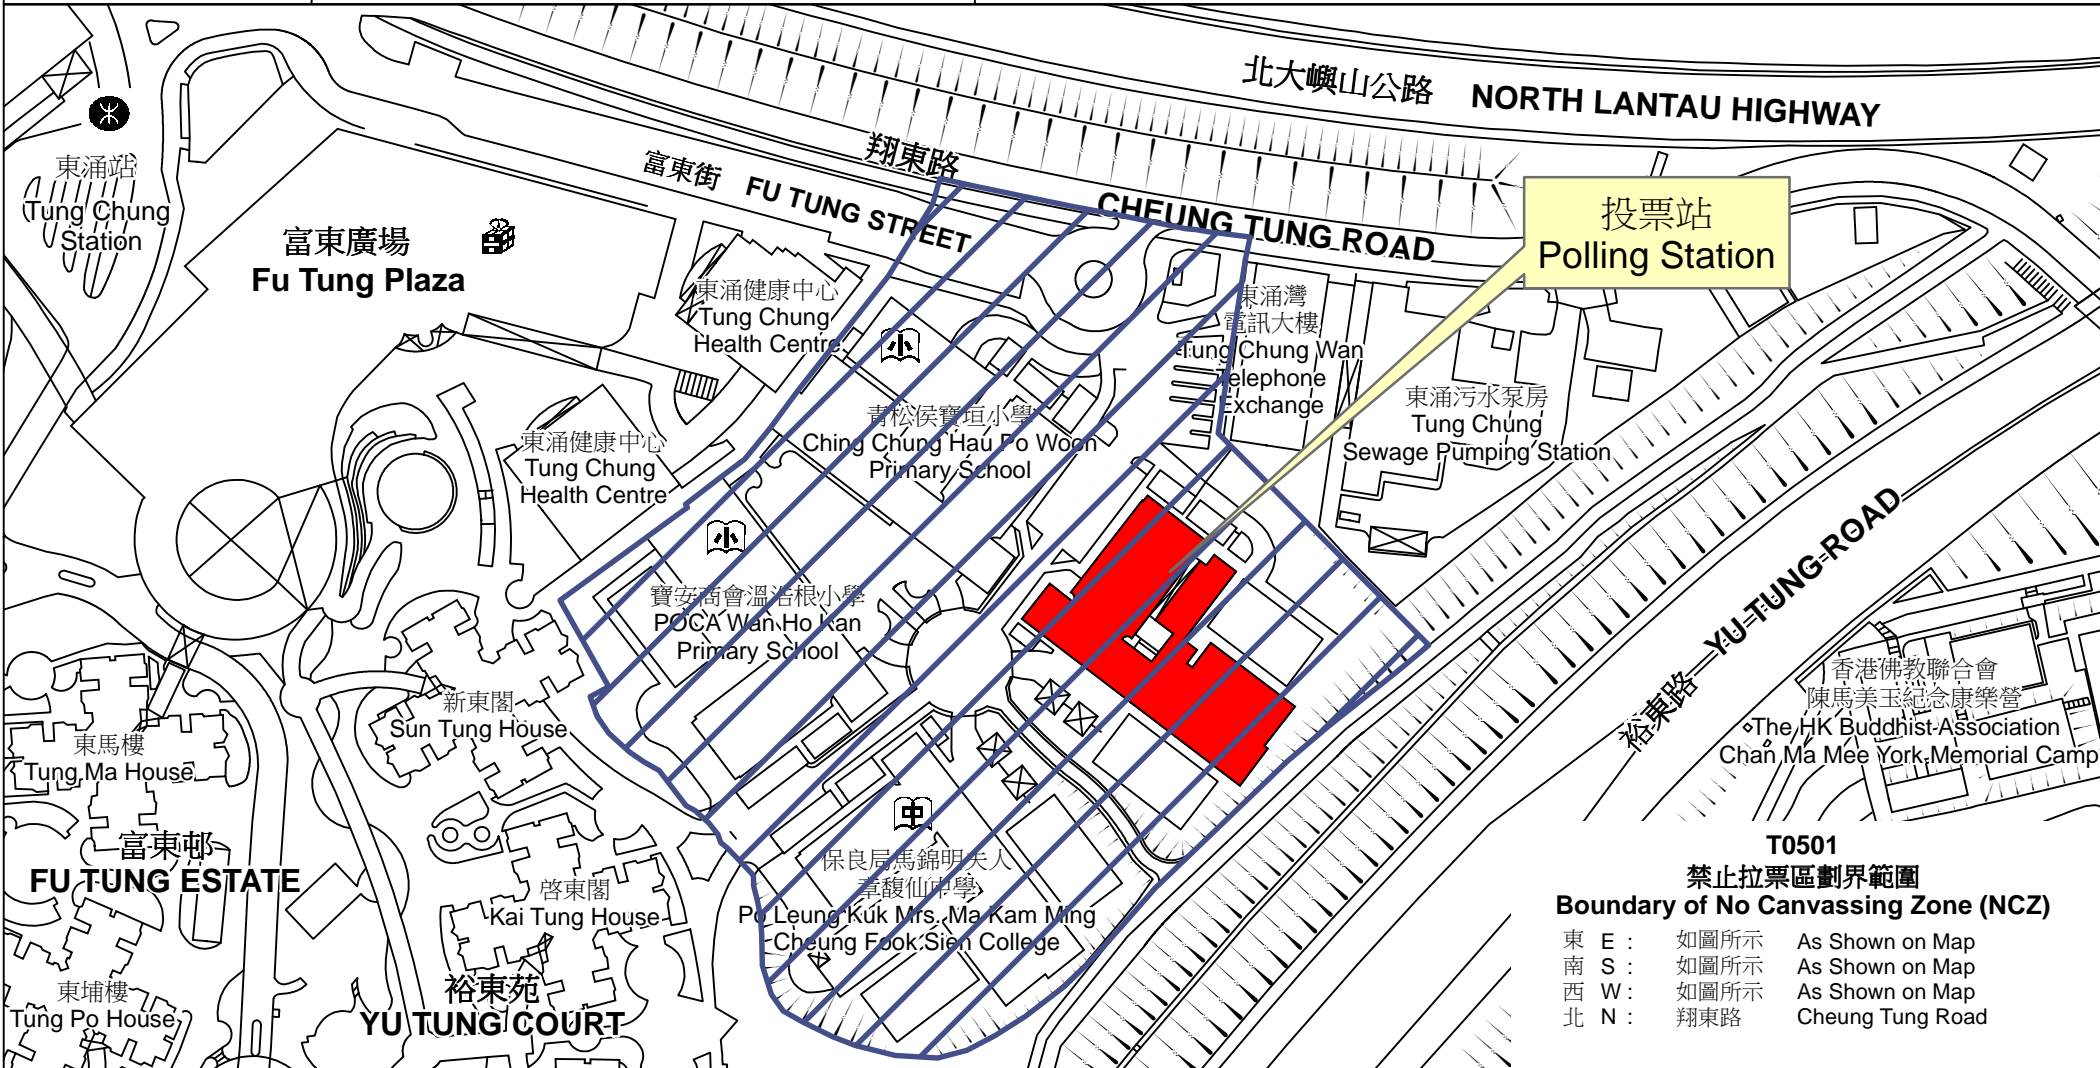 北大嶼山公路 NORTH LANTAU HIGHWAY
翔東路
CHEUNG TUNG ROAD
富東街 FU TUNG STREET
東涌站
Tung Chung
Station
富東廣場
Fu Tung Plaza
投票站
Polling Station
東涌健康中心
Tung Chung
Health Centre
東涌灣
電訊大樓
Tung Chung Wan
Telephone
Exchange
小
青松侯寶垣小學
Ching Chung Hau Po Woon
Primary School
東涌污水泵房
Tung Chung
Sewage Pumping Station
東涌健康中心
Tung Chung
Health Centre
小
寶安商會溫浩根小學
POCA Wan Ho Kan
Primary School
裕東路 YU TUNG ROAD
香港佛教聯合會
陳馬美玉紀念康樂營
The HK Buddhist Association
Chan Ma Mee York Memorial Camp
新東閣
Sun Tung House
東馬樓
Tung Ma House
富東邨
FU TUNG ESTATE
中
保良局馬錦明夫人
章馥仙中學
Po Leung Kuk Mrs. Ma Kam Ming
Cheung Fook Sien College
啓東閣
Kai Tung House
東埔樓
Tung Po House
裕東苑
YU TUNG COURT
T0501
禁止拉票區劃界範圍
Boundary of No Canvassing Zone (NCZ)
東 E : 如圖所示 As Shown on Map
南 S : 如圖所示 As Shown on Map
西 W : 如圖所示 As Shown on Map
北 N : 翔東路 Cheung Tung Road